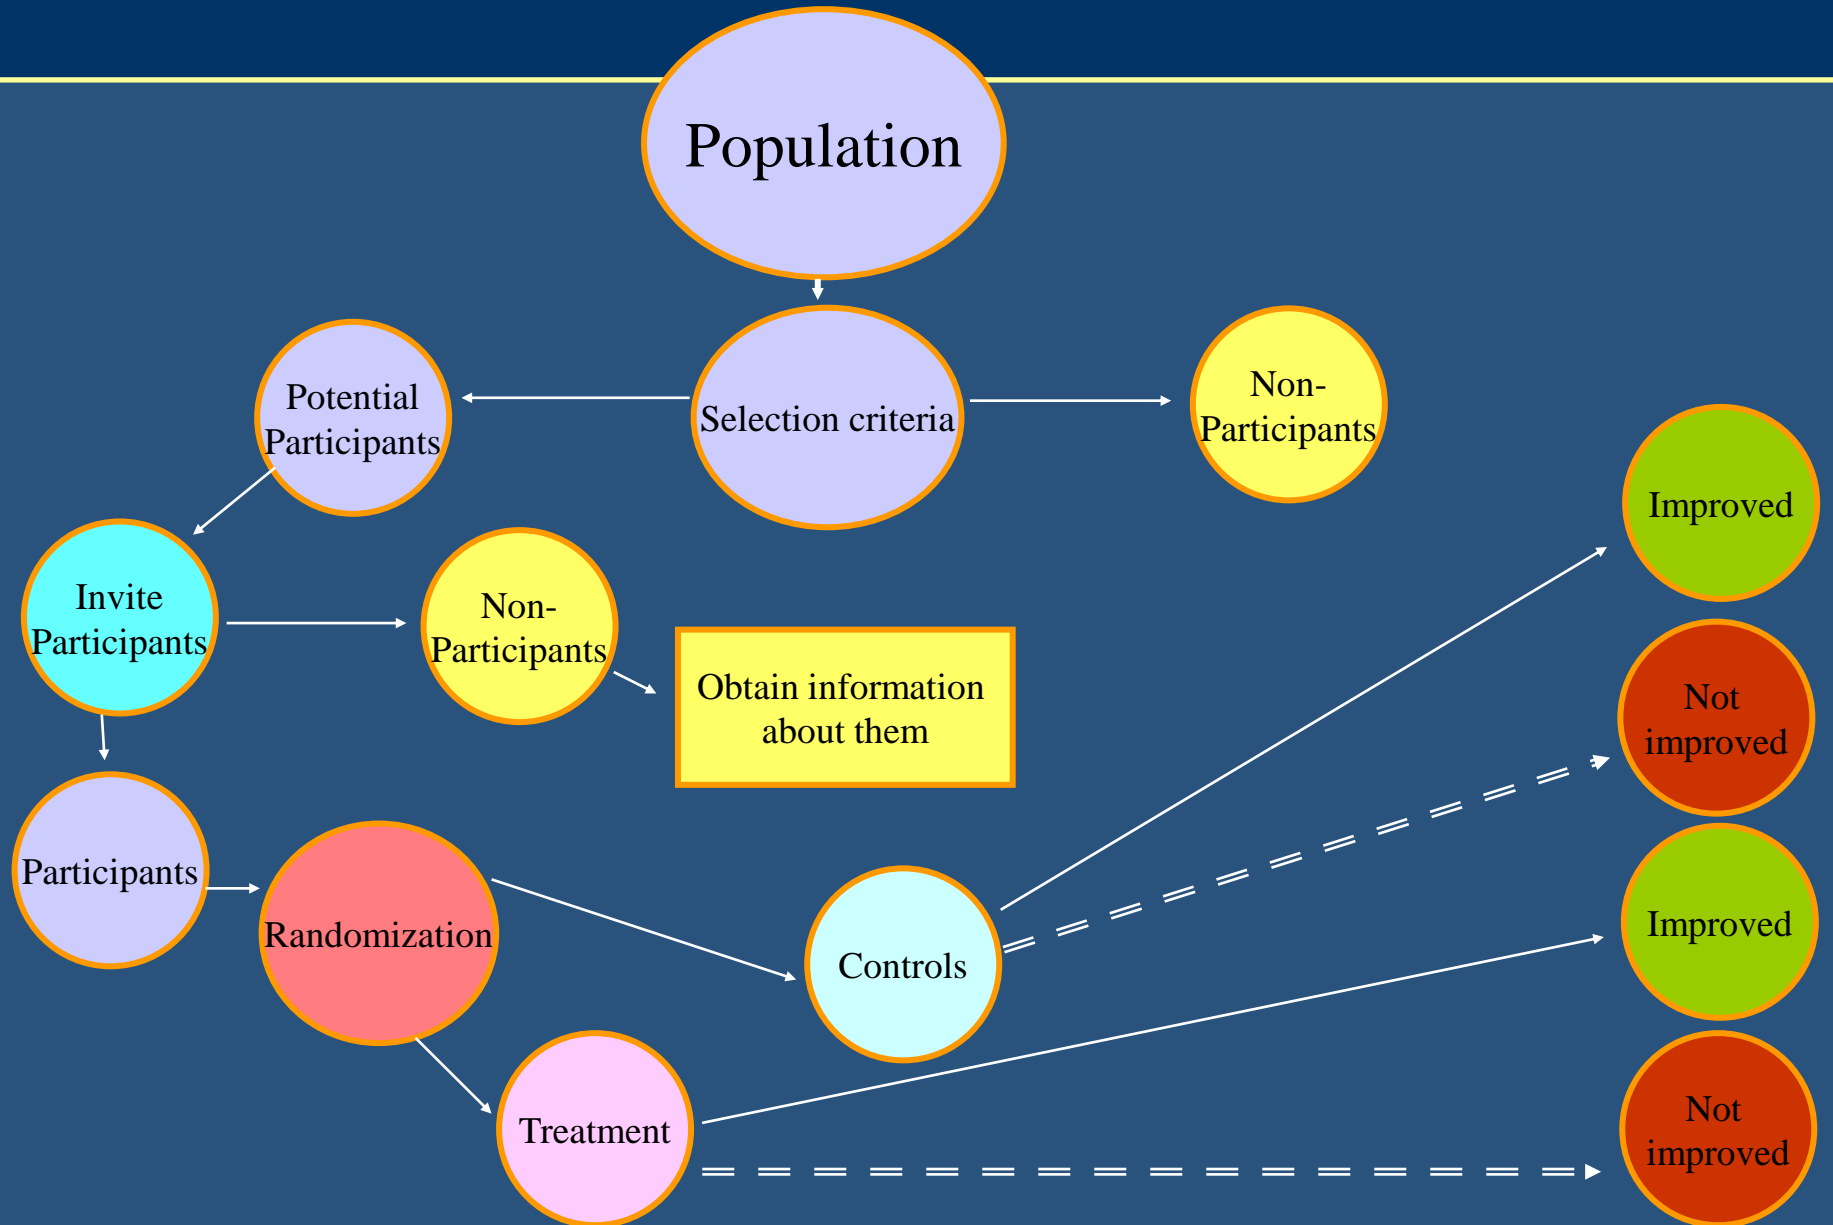 Population
Potential
Participants
Selection criteria
Non-
Participants
Improved
Invite
Participants
Non-
Participants
Obtain information
about them
Not
improved
Participants
Randomization
Controls
Improved
Treatment
Not
improved